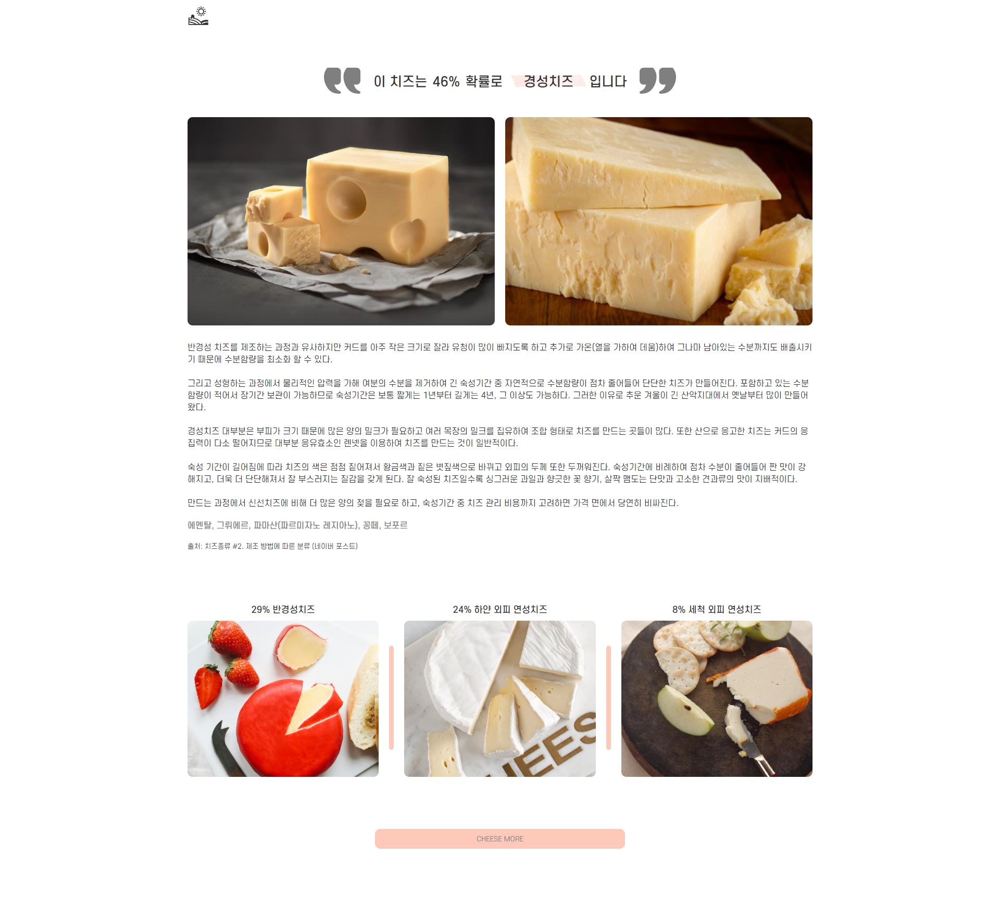 이 치즈는 46% 확률로 경성치즈 입니다
반경성 치즈를 제조하는 과정과 유사하지만 커드를 아주 작은 크기로 잘라 유청이 많이 빠지도록 하고 추가로 가온(열을 가하여 데움)하여 그나마 남아있는 수분까지도 배출시키
기 때문에 수분함량을 최소화 할 수 있다.
그리고 성형하는 과정에서 물리적인 압력을 가해 여분의 수분을 제거하여 긴 숙성기간 중 자연적으로 수분함량이 점차 줄어들어 단단한 치즈가 만들어진다. 포함하고 있는 수분
함량이 적어서 장기간 보관이 가능하므로 숙성기간은 보통 짧게는 1년부터 길게는 4년, 그 이상도 가능하다. 그러한 이유로 추운 겨울이 긴 산악지대에서 옛날부터 많이 만들어
왔다.
경성치즈 대부분은 부피가 크기 때문에 많은 양의 밀크가 필요하고 여러 목장의 밀크를 집유하여 조합 형태로 치즈를 만드는 곳들이 많다. 또한 산으로 응고한 치즈는 커드의 응
집력이 다소 떨어지므로 대부분 응유효소인 렌넷을 이용하여 치즈를 만드는 것이 일반적이다.
숙성 기간이 길어짐에 따라 치즈의 색은 점점 짙어져서 황금색과 짙은 볏짚색으로 바뀌고 외피의 두께 또한 두꺼워진다. 숙성기간에 비례하여 점차 수분이 줄어들어 짠 맛이 강
해지고, 더욱 더 단단해져서 잘 부스러지는 질감을 갖게 된다. 잘 숙성된 치즈일수록 싱그러운 과일과 향긋한 꽃 향기, 살짝 맴도는 단맛과 고소한 견과류의 맛이 지배적이다.
만드는 과정에서 신선치즈에 비해 더 많은 양의 젖을 필요로 하고, 숙성기간 중 치즈 관리 비용까지 고려하면 가격 면에서 당연히 비싸진다.
에멘탈, 그뤼에르, 파마산(파르미자노 레지아노), 꽁떼, 보포르
출처: 치즈종류 #2. 제조 방법에 따른 분류 (네이버 포스트)
29% 반경성치즈
24% 하얀 외피 연성치즈
8% 세척 외피 연성치즈
HEES
CHEESE MORE